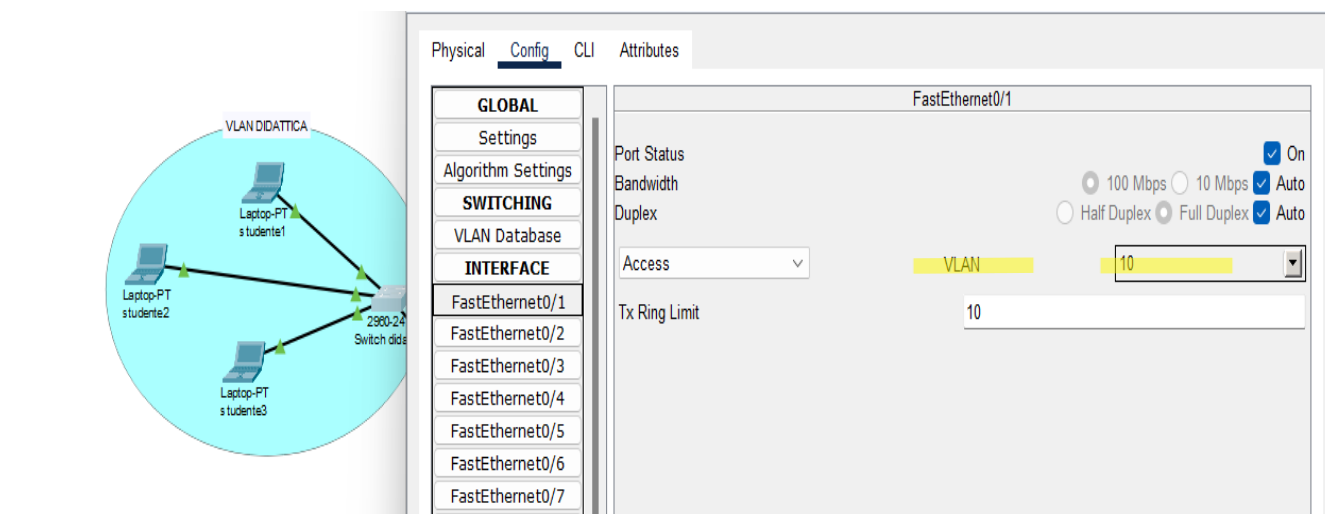 Physical Config CLI Attributes
GLOBAL
Settings
Algorithm Settings
SWITCHING
VLAN Database
INTERFACE
FastEthernet0/1
FastEthernet0/2
FastEthernet0/3
FastEthernet0/4
FastEthernet0/5
FastEthernet0/6
FastEthernet0/7
FastEthernet0/1
Port Status On
Bandwidth 100 Mbps 10 Mbps Auto
Duplex Half Duplex Full Duplex Auto
Access VLAN 10
Tx Ring Limit 10
VLAN DIDATTICA
Laptop-PT
studente1
Laptop-PT
studente2
2960-24
Switch dida
Laptop-PT
studente3